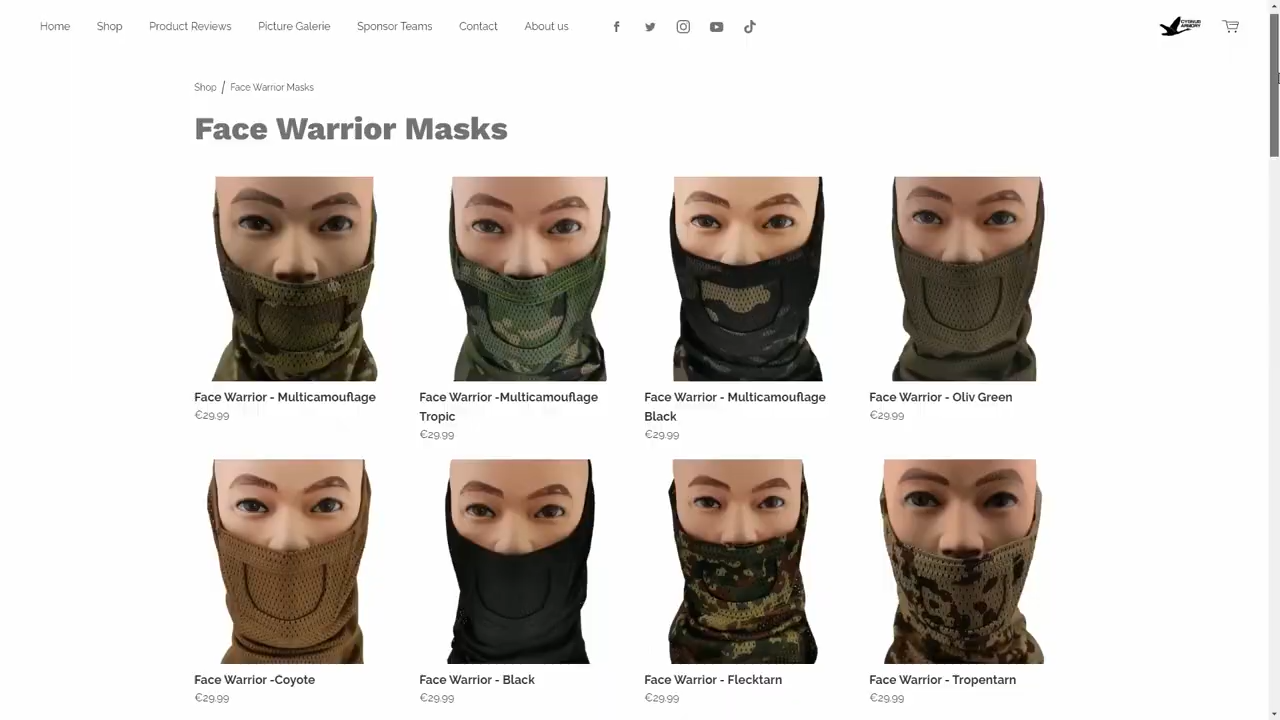 Home Shop Product Reviews Picture Galerie Sponsor Teams Contact About us
CYGNUS
ARMORY
Shop / Face Warrior Masks
Face Warrior Masks
Face Warrior - Multicamouflage
€29.99
Face Warrior -Multicamouflage
Tropic
€29.99
Face Warrior - Multicamouflage
Black
€29.99
Face Warrior - Oliv Green
€29.99
Face Warrior -Coyote
€29.99
Face Warrior - Black
€29.99
Face Warrior - Flecktarn
€29.99
Face Warrior - Tropentarn
€29.99